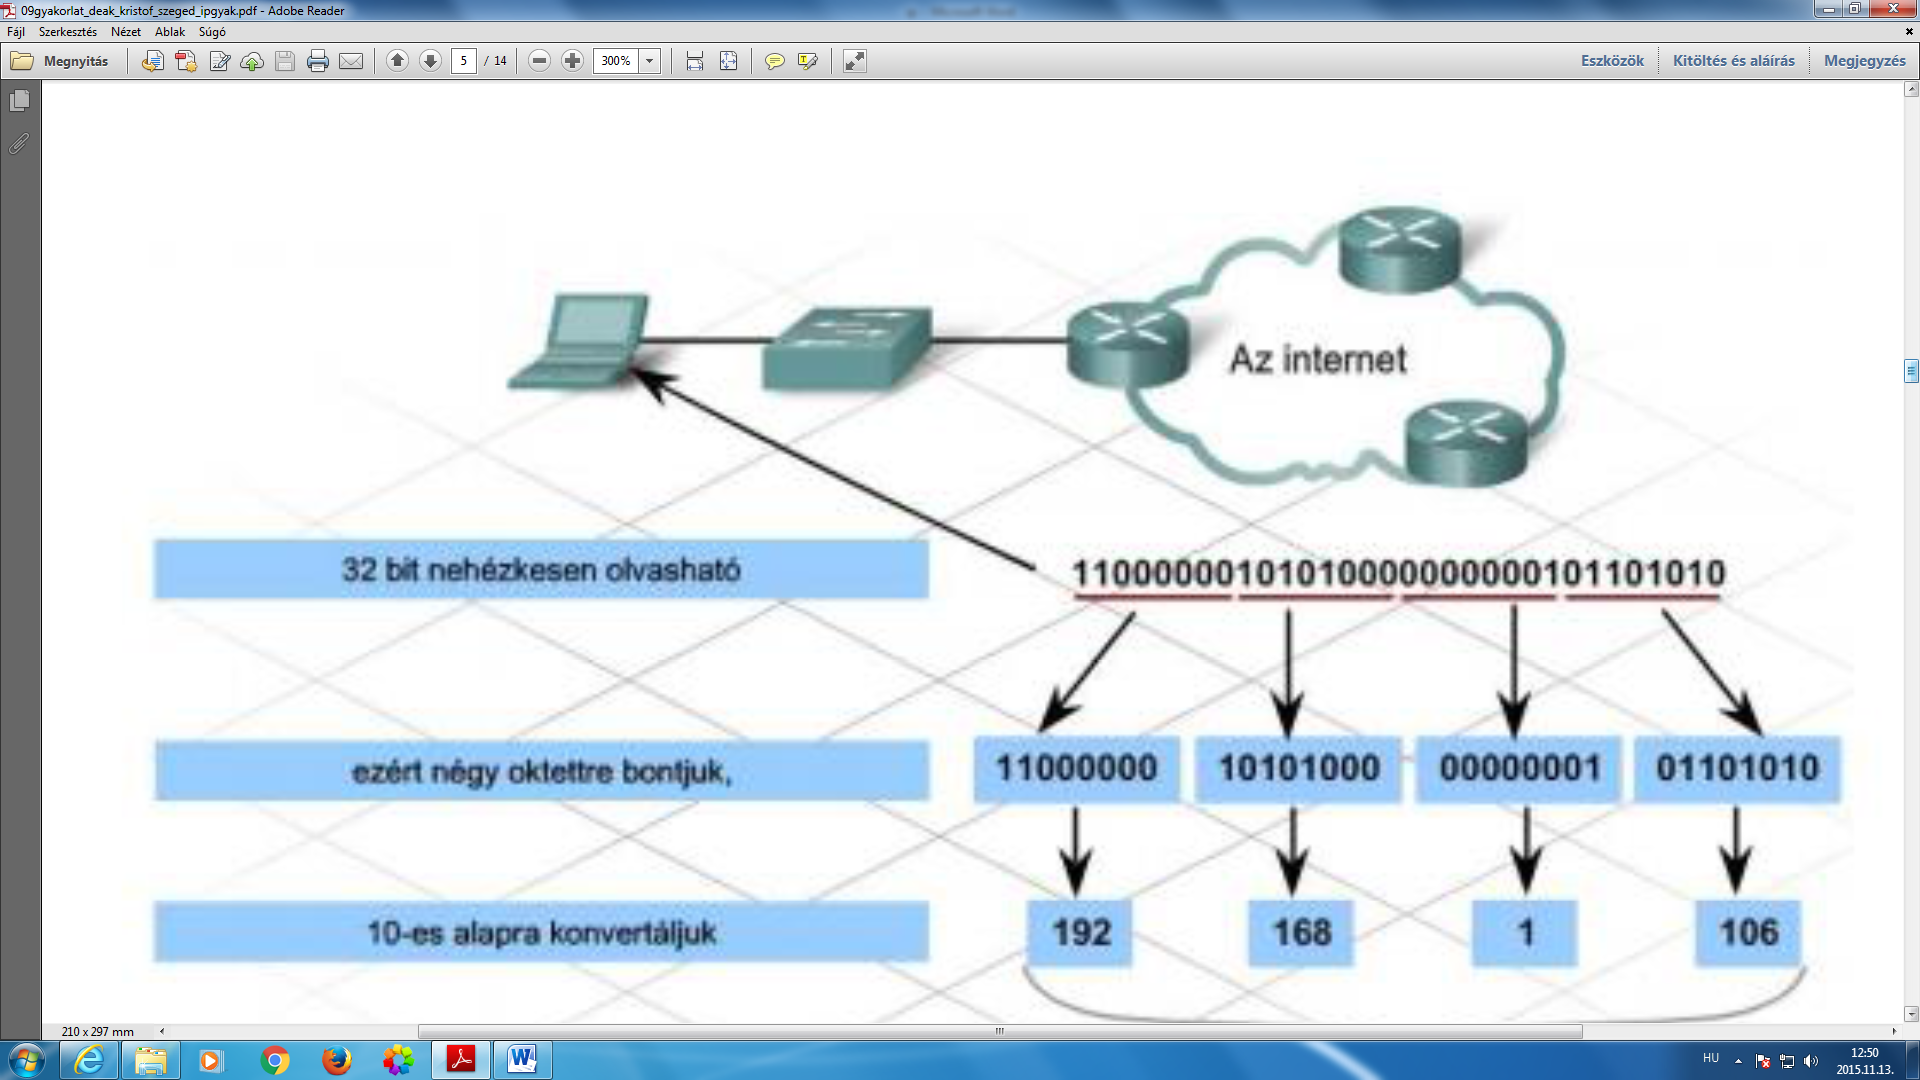 09gyakorlat_deak_kristof_szeged_ipgyak.pdf - Adobe Reader
Fájl Szerkesztés Nézet Ablak Súgó
Megnyitás 5 / 14 300% Eszközök Kitöltés és aláírás Megjegyzés
Az internet
32 bit nehézkesen olvasható 11000000101010000000000101101010
ezért négy oktettre bontjuk, 11000000 10101000 00000001 01101010
10-es alapra konvertáljuk 192 168 1 106
210 x 297 mm
HU 12:50
2015.11.13.